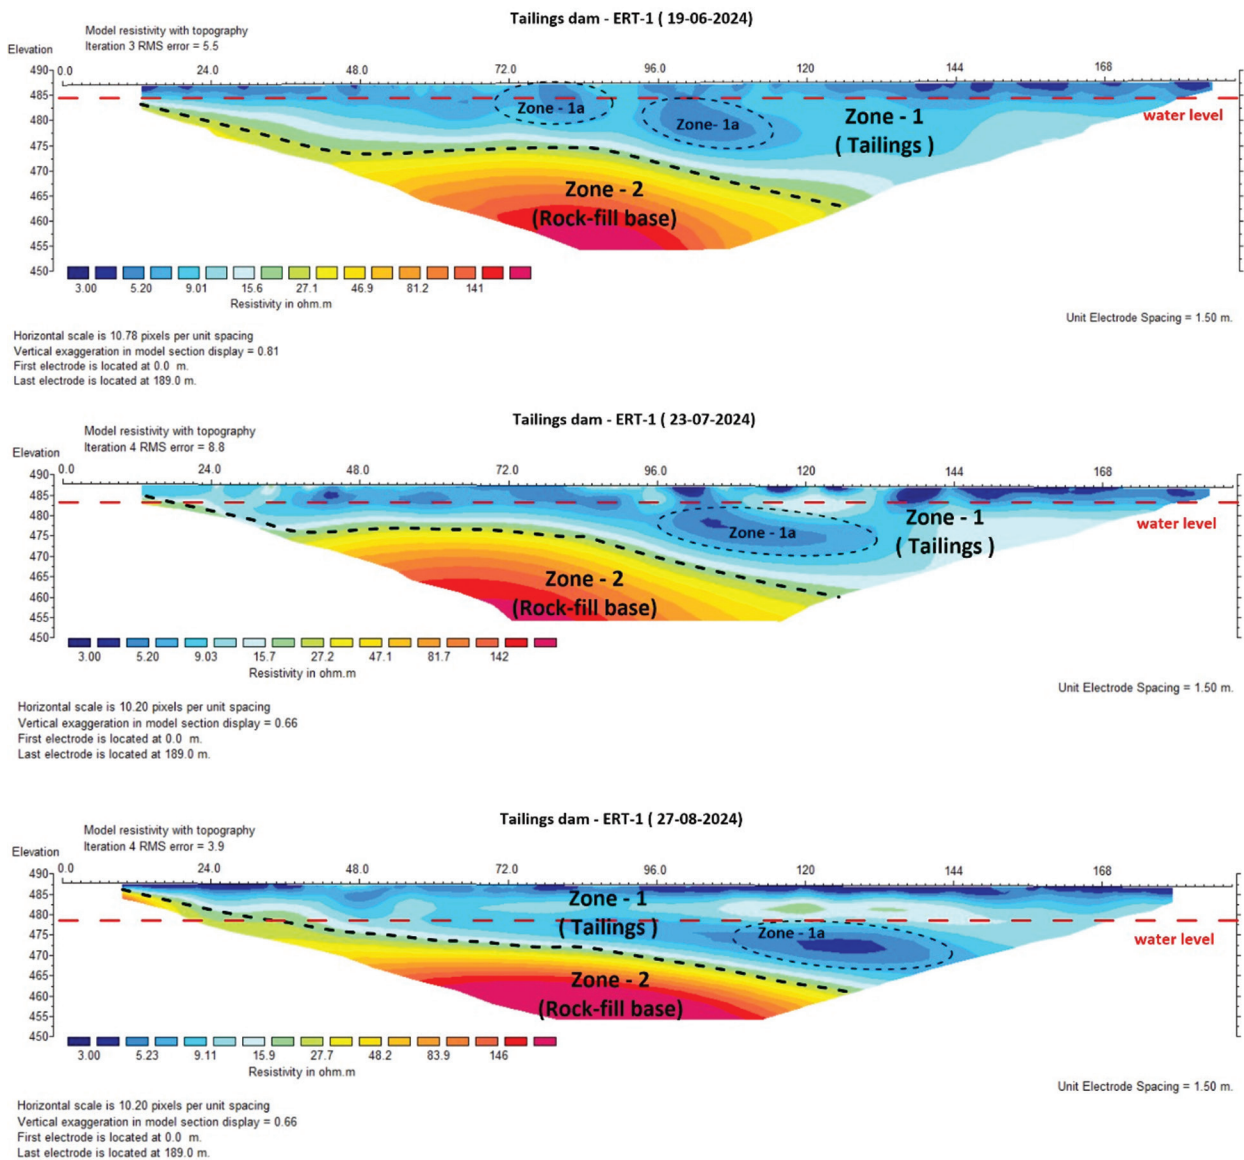 Tailings dam - ERT-1 ( 19-06-2024)
Model resistivity with topography
Iteration 3 RMS error = 5.5
Elevation
0.0 24.0 48.0 72.0 96.0 120 144 168
490
485
480
475
470
465
460
455
450
Zone - 1a
Zone- 1a
Zone - 1
( Tailings )
water level
Zone - 2
(Rock-fill base)
3.00 5.20 9.01 15.6 27.1 46.9 81.2 141
Resistivity in ohm.m
Unit Electrode Spacing = 1.50 m.
Horizontal scale is 10.78 pixels per unit spacing
Vertical exaggeration in model section display = 0.81
First electrode is located at 0.0 m.
Last electrode is located at 189.0 m.
Tailings dam - ERT-1 ( 23-07-2024)
Model resistivity with topography
Iteration 4 RMS error = 8.8
Elevation
0.0 24.0 48.0 72.0 96.0 120 144 168
490
485
480
475
470
465
460
455
450
Zone - 1a
Zone - 1
( Tailings )
water level
Zone - 2
(Rock-fill base)
3.00 5.20 9.03 15.7 27.2 47.1 81.7 142
Resistivity in ohm.m
Unit Electrode Spacing = 1.50 m.
Horizontal scale is 10.20 pixels per unit spacing
Vertical exaggeration in model section display = 0.66
First electrode is located at 0.0 m.
Last electrode is located at 189.0 m.
Tailings dam - ERT-1 ( 27-08-2024)
Model resistivity with topography
Iteration 4 RMS error = 3.9
Elevation
0.0 24.0 48.0 72.0 96.0 120 144 168
490
485
480
475
470
465
460
455
450
Zone - 1
( Tailings )
Zone - 1a
water level
Zone - 2
(Rock-fill base)
3.00 5.23 9.11 15.9 27.7 48.2 83.9 146
Resistivity in ohm.m
Unit Electrode Spacing = 1.50 m.
Horizontal scale is 10.20 pixels per unit spacing
Vertical exaggeration in model section display = 0.66
First electrode is located at 0.0 m.
Last electrode is located at 189.0 m.